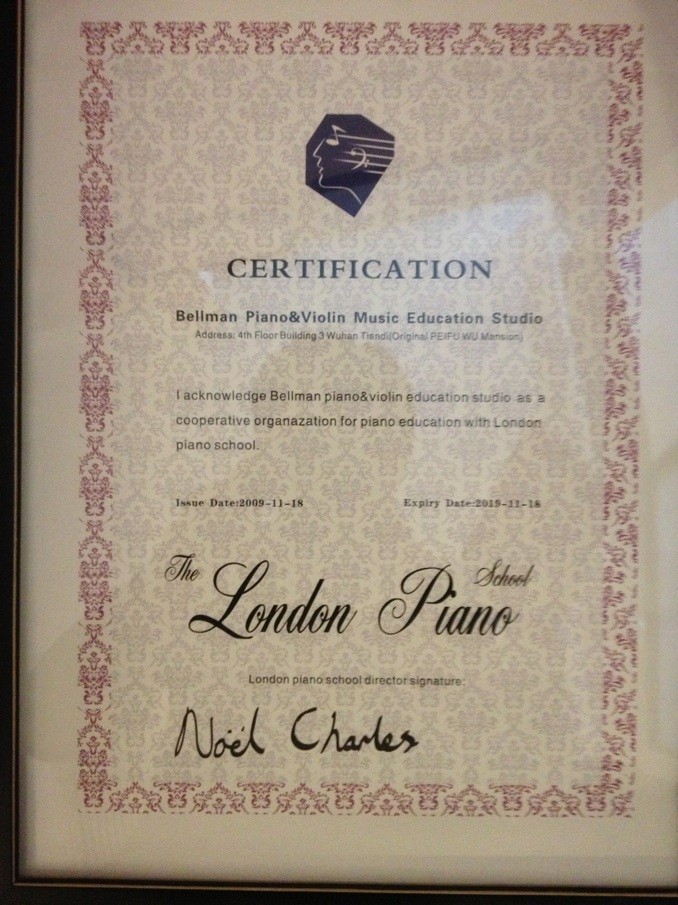 CERTIFICATION
Bellman Piano&Violin Music Education Studio
Address: 4th Floor Building 3 Wuhan Tiandi(Original PEIFU WU Mansion)
I acknowledge Bellman piano&violin education studio as a
cooperative organazation for piano education with London
piano school.
Issue Date:2009-11-18 Expiry Date:2019-11-18
The London Piano School
London piano school director signature:
Noël Charles